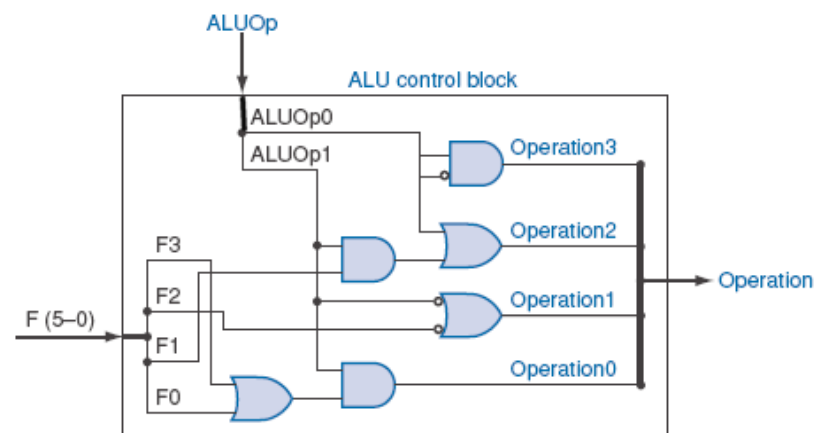 ALUOp
ALU control block
ALUOp0
ALUOp1
Operation3
Operation2
F3
F2
Operation
Operation1
F (5–0)
F1
Operation0
F0